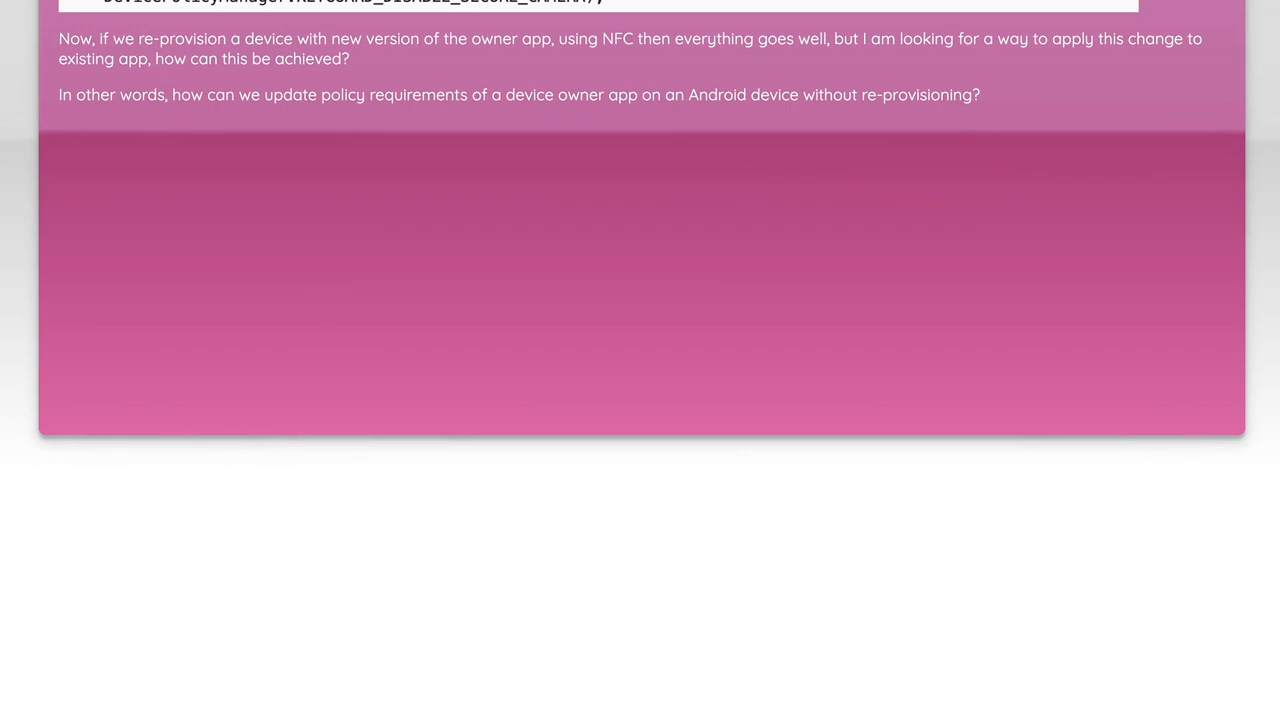 DevicePolicyManager.KEYGUARD_DISABLE_SECURE_CAMERA);
Now, if we re-provision a device with new version of the owner app, using NFC then everything goes well, but I am looking for a way to apply this change to
existing app, how can this be achieved?
In other words, how can we update policy requirements of a device owner app on an Android device without re-provisioning?